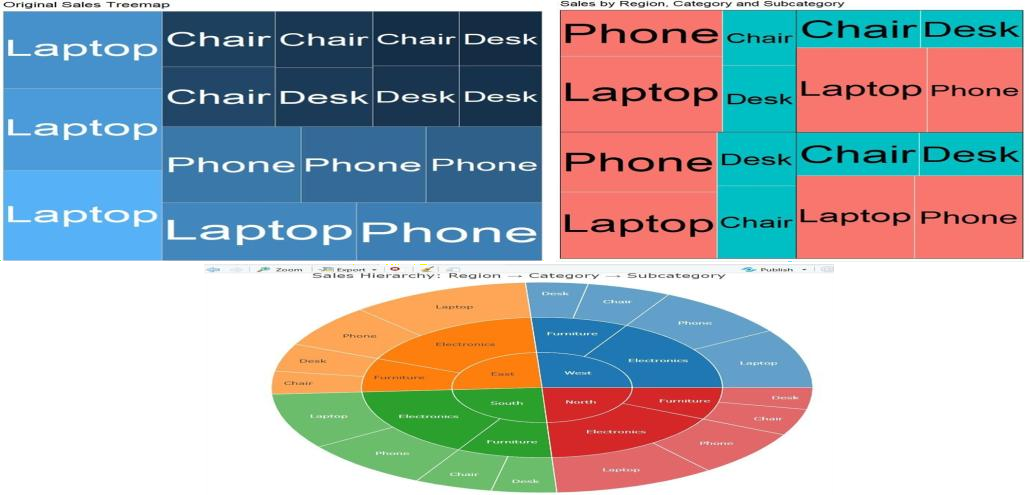 Original Sales Treemap
Laptop Chair Chair Chair Desk
Chair Desk Desk Desk
Laptop
Phone Phone Phone
Laptop
Laptop Phone
Sales by Region, Category and Subcategory
Phone Chair Chair Desk
Laptop Desk Laptop Phone
Phone Desk Chair Desk
Laptop Chair Laptop Phone
Zoom Export Publish
Sales Hierarchy: Region → Category → Subcategory
Desk
Chair
Laptop
Phone
Furniture
Phone
Electronics
Electronics
Desk
Laptop
East
West
Furniture
Chair
Desk
Furniture
South
North
Laptop
Electronics
Chair
Electronics
Furniture
Phone
Phone
Laptop
Chair
Desk